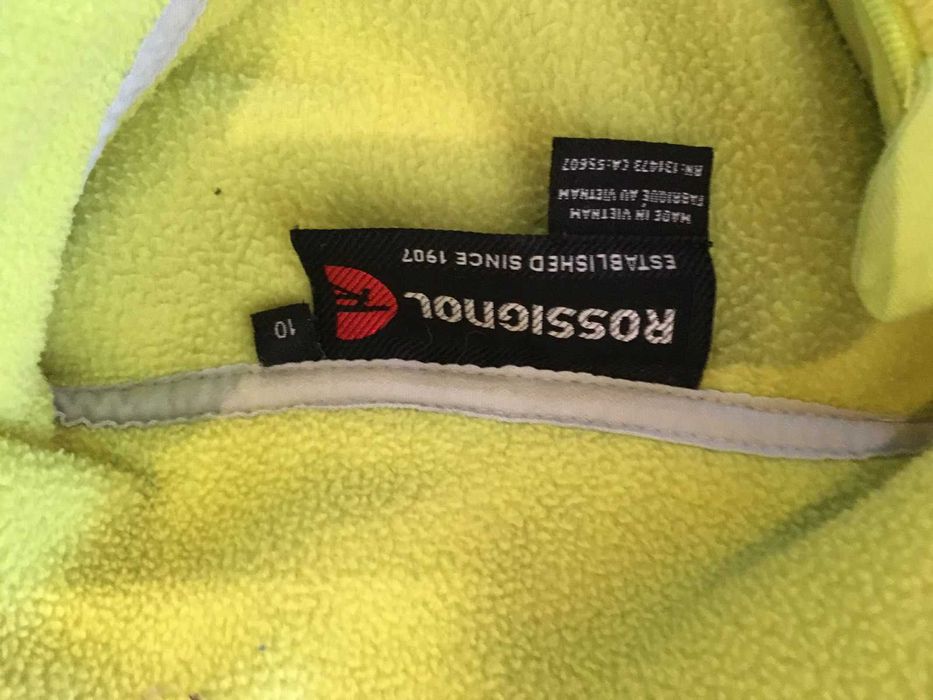 ROSSIGNOL
ESTABLISHED SINCE 1907
10
MADE IN VIETNAM
FABRIQUÉ AU VIETNAM
RN: 131473 CA:55607